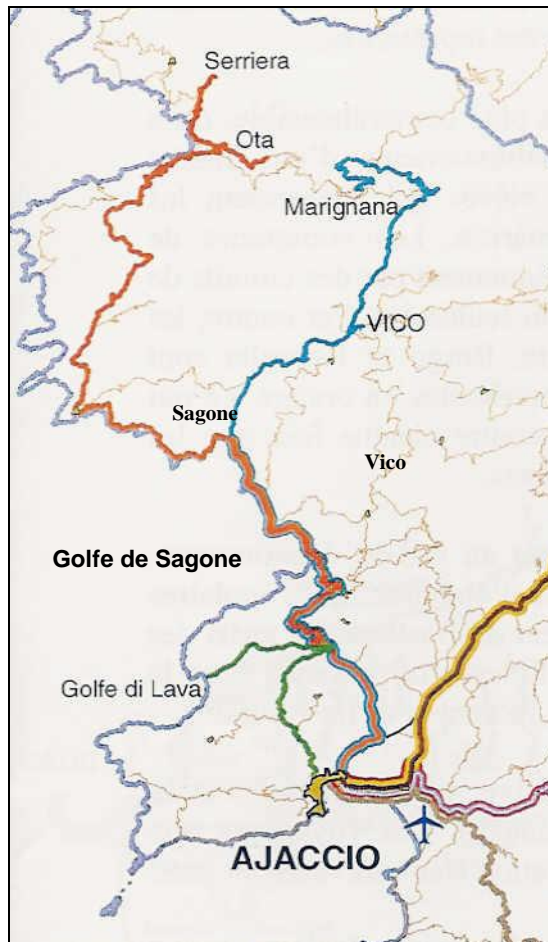 Serriera
Ota
Marignana
VICO
Sagone
Vico
Golfe de Sagone
Golfe di Lava
AJACCIO